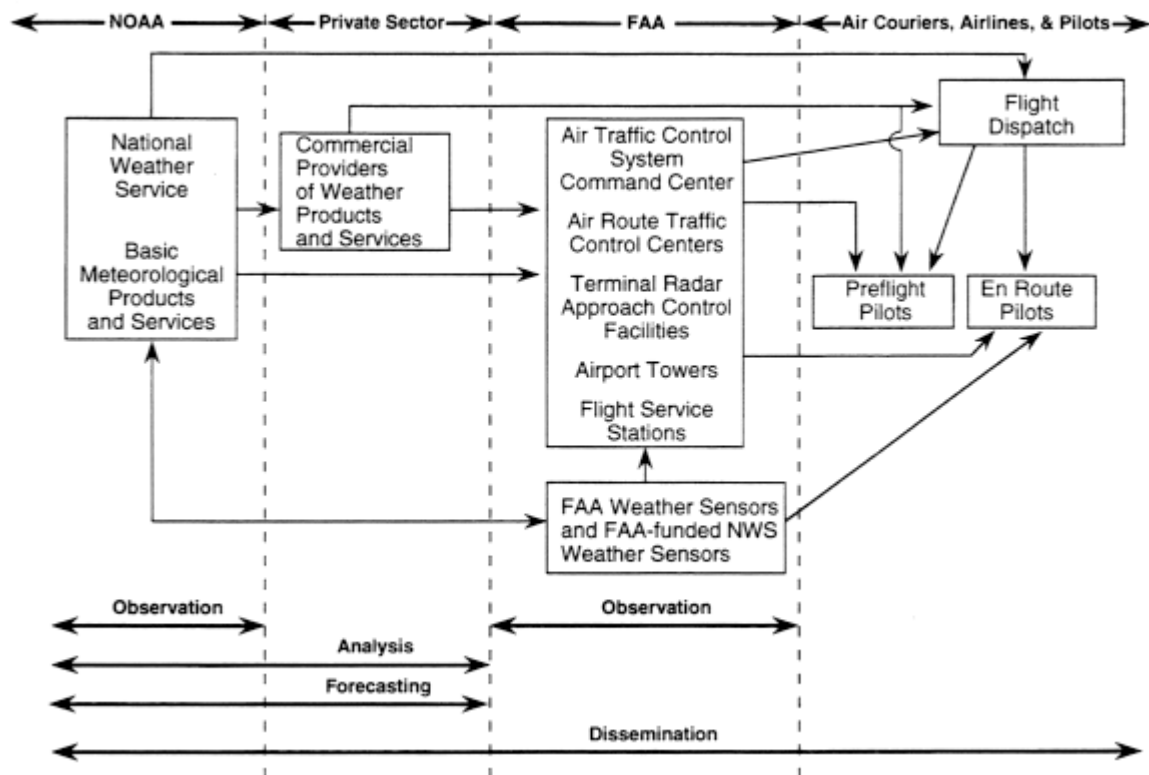 NOAA
Private Sector
FAA
Air Couriers, Airlines, & Pilots
National
Weather
Service
Basic
Meteorological
Products
and Services
Commercial
Providers
of Weather
Products
and Services
Air Traffic Control
System
Command Center
Air Route Traffic
Control Centers
Terminal Radar
Approach Control
Facilities
Airport Towers
Flight Service
Stations
FAA Weather Sensors
and FAA-funded NWS
Weather Sensors
Flight
Dispatch
Preflight
Pilots
En Route
Pilots
Observation
Observation
Analysis
Forecasting
Dissemination